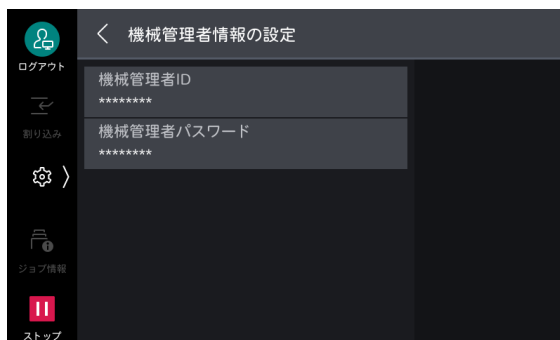 機械管理者情報の設定
ログアウト
機械管理者ID
********
割り込み
機械管理者パスワード
********
ジョブ情報
ストップ